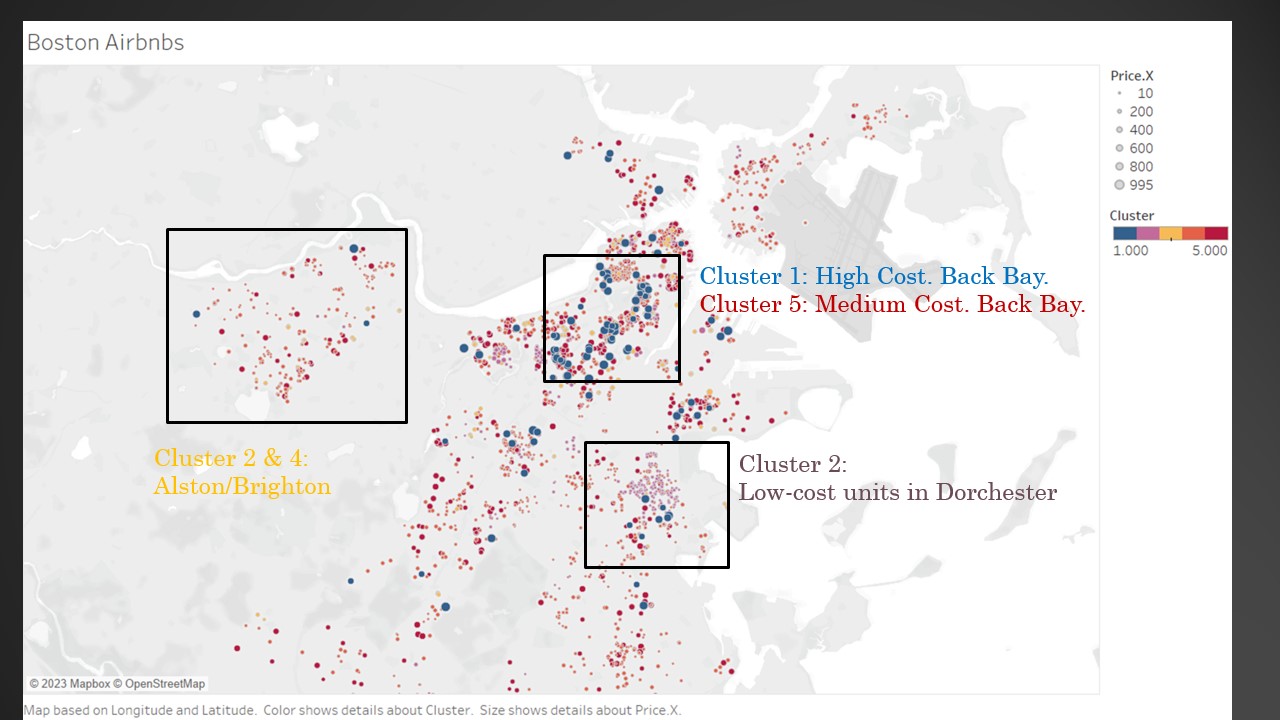 Boston Airbnbs
Price.X
10
200
400
600
800
995
Cluster
1.000 5.000
Cluster 1: High Cost. Back Bay.
Cluster 5: Medium Cost. Back Bay.
Cluster 2 & 4:
Alston/Brighton
Cluster 2:
Low-cost units in Dorchester
© 2023 Mapbox © OpenStreetMap
Map based on Longitude and Latitude. Color shows details about Cluster. Size shows details about Price.X.